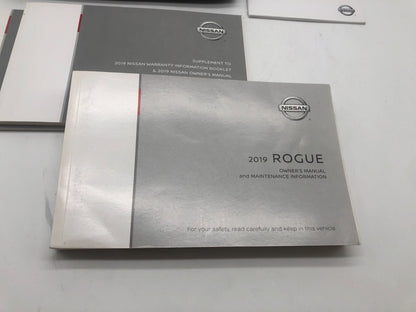 NISSAN
SUPPLEMENT TO
2019 NISSAN WARRANTY INFORMATION BOOKLET
& 2019 NISSAN OWNER'S MANUAL
NISSAN
NISSAN
2019 ROGUE
OWNER'S MANUAL
and MAINTENANCE INFORMATION
For your safety, read carefully and keep in this vehicle.